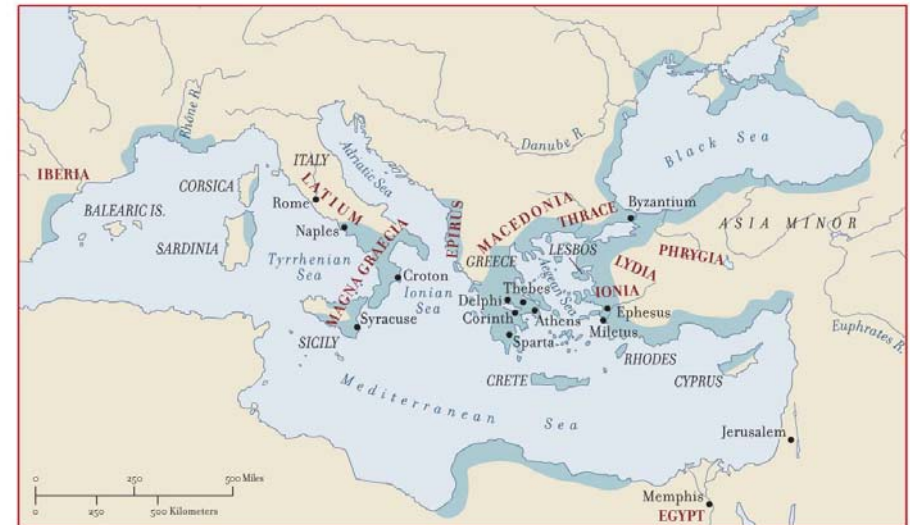 Rhône R.
Danube R.
Black Sea
IBERIA
BALEARIC IS.
CORSICA
SARDINIA
ITALY
LATIUM
Rome
Naples
Adriatic Sea
Tyrrhenian
Sea
MAGNA GRAECIA
Croton
Ionian
Sea
Syracuse
SICILY
EPIRUS
MACEDONIA
THRACE
Byzantium
ASIA MINOR
GREECE
LESBOS
Aegean Sea
LYDIA
PHRYGIA
IONIA
Thebes
Delphi
Corinth
Athens
Sparta
Ephesus
Miletus
RHODES
CRETE
CYPRUS
Euphrates R.
Mediterranean Sea
Jerusalem
Memphis
EGYPT
0 250 500 Miles
0 250 500 Kilometers